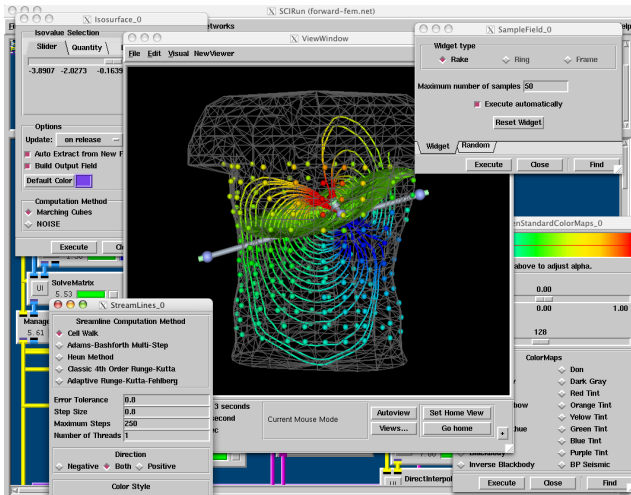 SCIRun (forward-fem.net)
Isosurface_0
Networks
Isovalue Selection
Slider
Quantity
-3.8907 -2.0273 -0.1639
Options
Update: on release
Auto Extract from New F
Build Output Field
Default Color
Computation Method
Marching Cubes
NOISE
Execute
ViewWindow
File Edit Visual NewViewer
SampleField_0
Widget type
Rake
Ring
Frame
Maximum number of samples 50
Execute automatically
Reset Widget
Widget
Random
Execute
Close
Find
enStandardColorMaps_0
above to adjust alpha.
0.00
0.00
1.00
128
ColorMaps
Don
Dark Gray
Red Tint
Orange Tint
Yellow Tint
Green Tint
Blue Tint
Purple Tint
Inverse Blackbody
BP Seismic
Execute
Close
Find
UI
SolveMatrix
5.53
Manage
5.61
StreamLines_0
Streamline Computation Method
Cell Walk
Adams-Bashforth Multi-Step
Heun Method
Classic 4th Order Runge-Kutta
Adaptive Runge-Kutta-Fehlberg
Error Tolerance 0.8
Step Size 0.8
Maximum Steps 250
Number of Threads 1
Direction
Negative
Both
Positive
Color Style
3 seconds
Current Mouse Mode
Autoview
Set Home View
Views...
Go home
+
UI
DirectInterpol